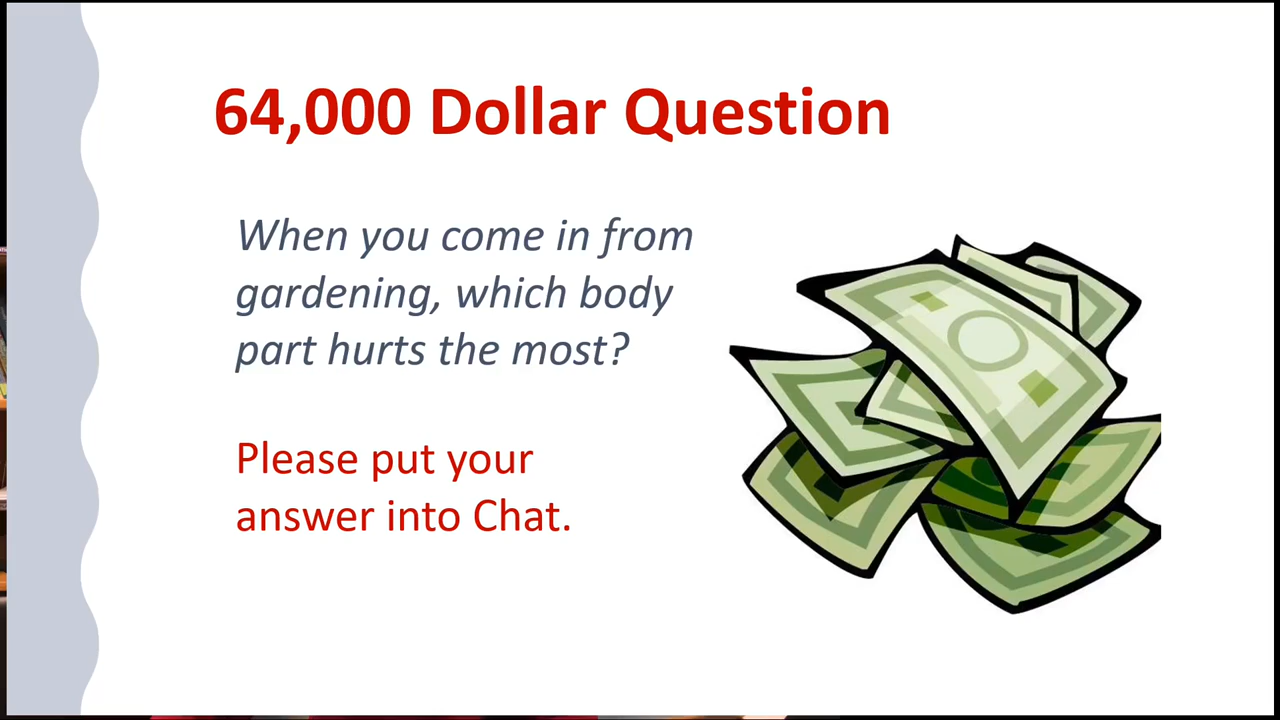 64,000 Dollar Question
When you come in from
gardening, which body
part hurts the most?
Please put your
answer into Chat.